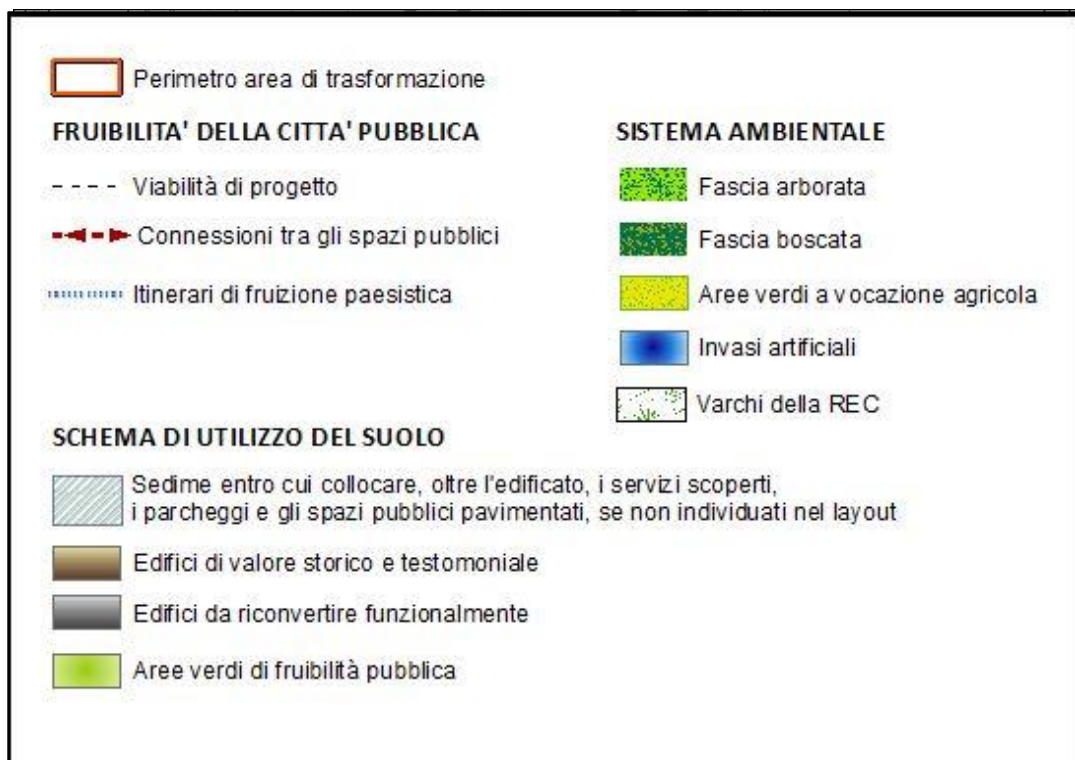 Perimetro area di trasformazione
FRUIBILITA' DELLA CITTA' PUBBLICA
Viabilità di progetto
Connessioni tra gli spazi pubblici
Itinerari di fruizione paesistica
SISTEMA AMBIENTALE
Fascia arborata
Fascia boscata
Aree verdi a vocazione agricola
Invasi artificiali
Varchi della REC
SCHEMA DI UTILIZZO DEL SUOLO
Sedime entro cui collocare, oltre l'edificato, i servizi scoperti,
i parcheggi e gli spazi pubblici pavimentati, se non individuati nel layout
Edifici di valore storico e testomoniale
Edifici da riconvertire funzionalmente
Aree verdi di fruibilità pubblica